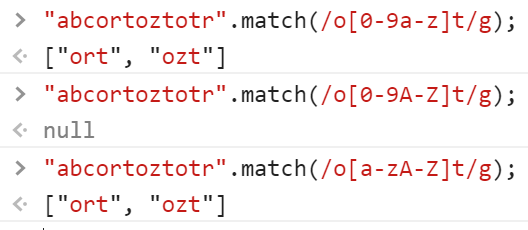 > "abcortoztotr".match(/o[0-9a-z]t/g);
< ["ort", "ozt"]
> "abcortoztotr".match(/o[0-9A-Z]t/g);
< null
> "abcortoztotr".match(/o[a-zA-Z]t/g);
< ["ort", "ozt"]